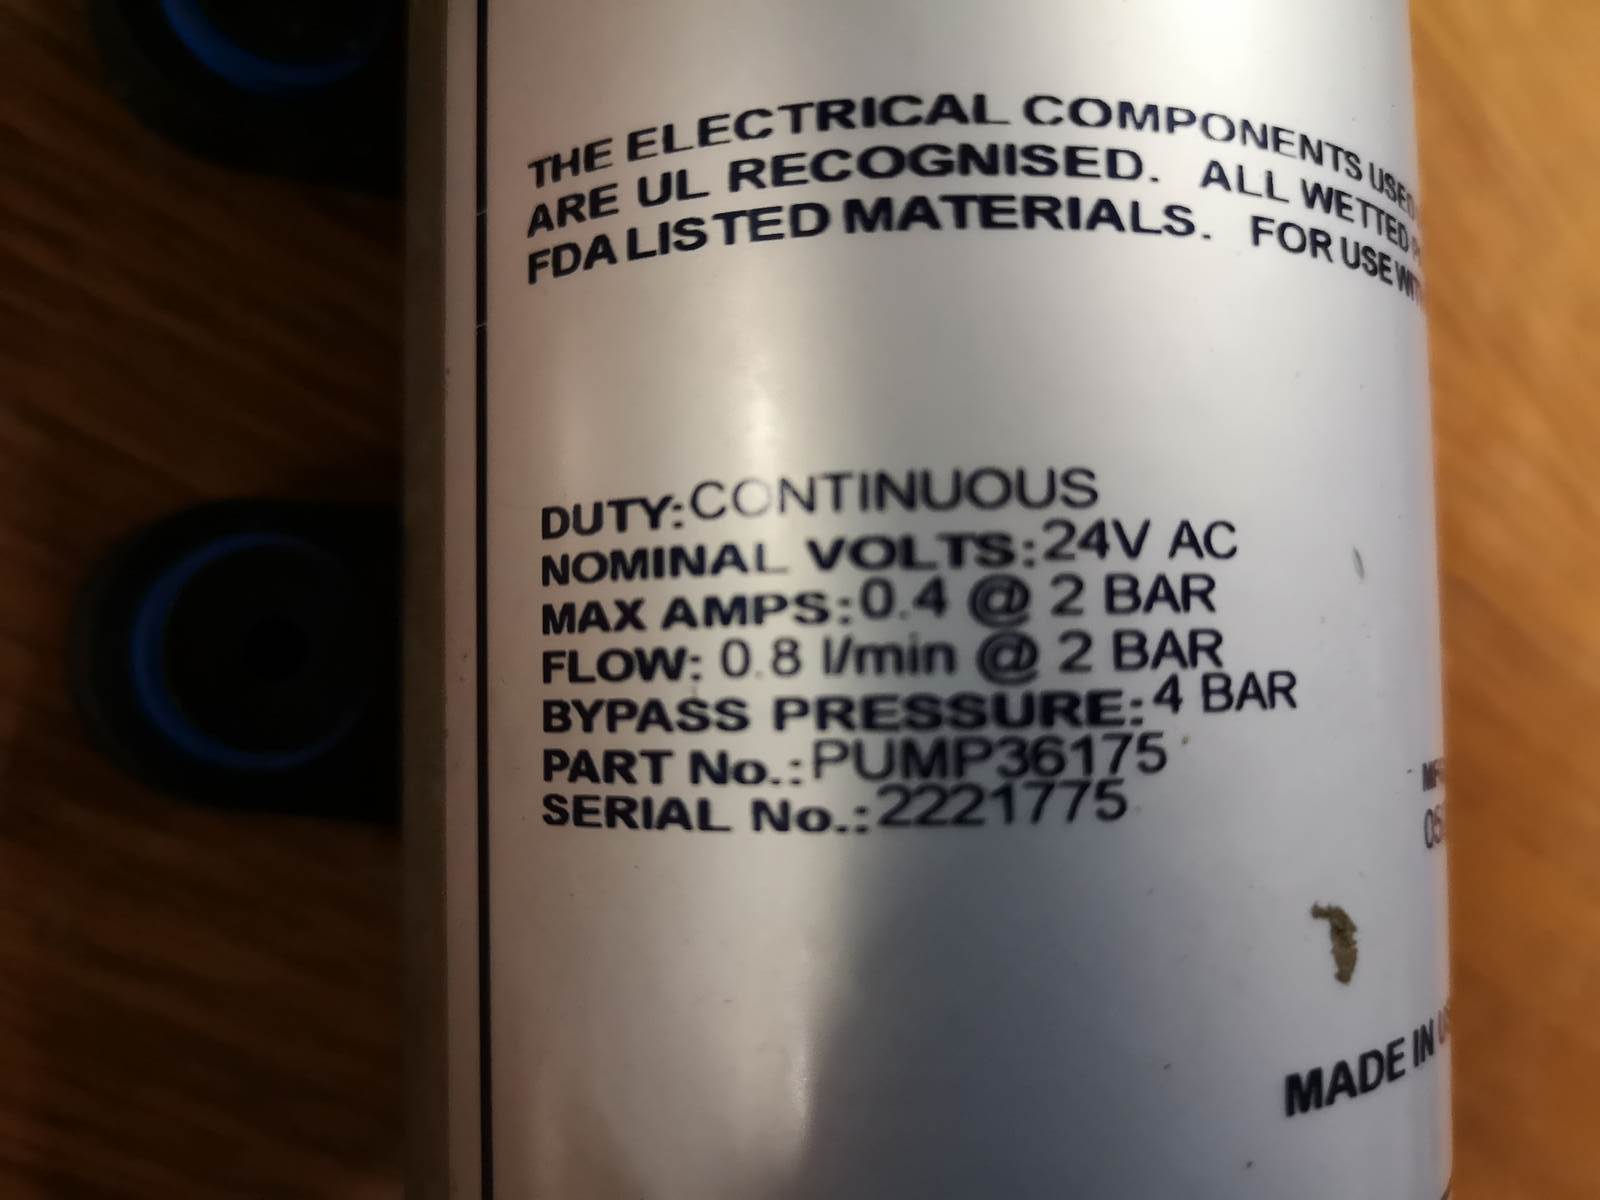 THE ELECTRICAL COMPONENTS USED
ARE UL RECOGNISED. ALL WETTED
FDA LISTED MATERIALS. FOR USE WITH
DUTY: CONTINUOUS
NOMINAL VOLTS: 24V AC
MAX AMPS: 0.4 @ 2 BAR
FLOW: 0.8 l/min @ 2 BAR
BYPASS PRESSURE: 4 BAR
PART No.: PUMP36175
SERIAL No.: 2221775
MADE IN